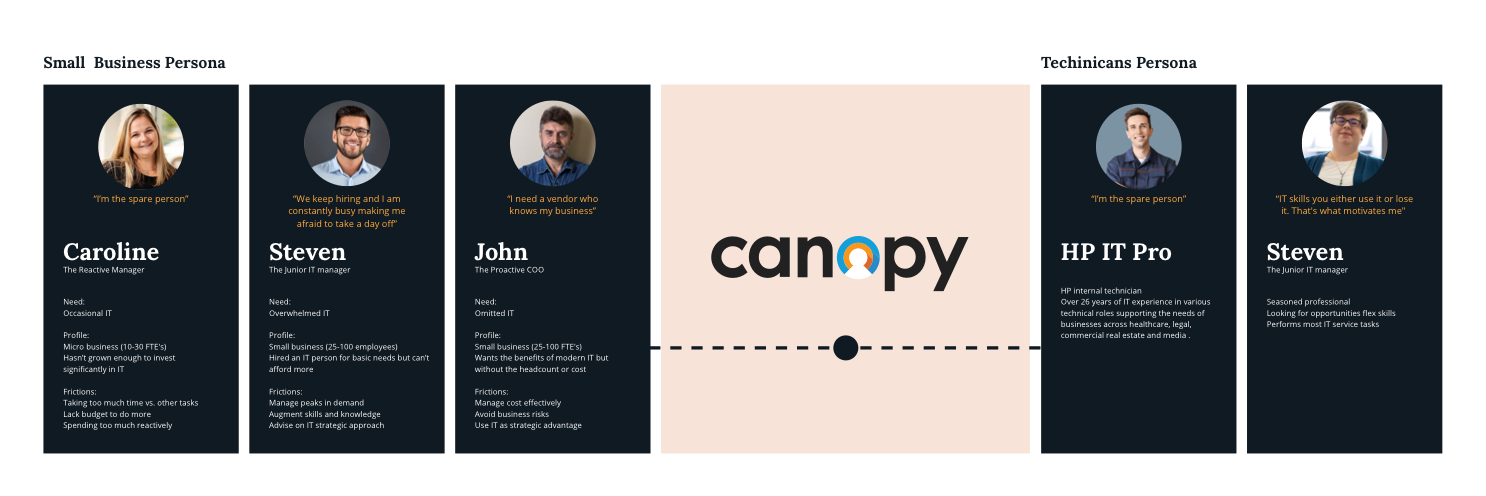 Small  Business Persona
Techinicans Persona
“I’m the spare person”
Caroline
The Reactive Manager
Need:
Occasional IT
Profile:
Micro business (10-30 FTE's)
Hasn’t grown enough to invest
significantly in IT
Frictions:
Taking too much time vs. other tasks
Lack budget to do more
Spending too much reactively
“We keep hiring and I am
constantly busy making me
afraid to take a day off”
Steven
The Junior IT manager
Need:
Overwhelmed IT
Profile:
Small business (25-100 employees)
Hired an IT person for basic needs but can’t
afford more
Frictions:
Manage peaks in demand
Augment skills and knowledge
Advise on IT strategic approach
“I need a vendor who
knows my business”
John
The Proactive COO
Need:
Omitted IT
Profile:
Small business (25-100 FTE's)
Wants the benefits of modern IT but
without the headcount or cost
Frictions:
Manage cost effectively
Avoid business risks
Use IT as strategic advantage
canopy
“I’m the spare person”
HP IT Pro
HP internal technician
Over 26 years of IT experience in various
technical roles supporting the needs of
businesses across healthcare, legal,
commercial real estate and media .
“IT skills you either use it or lose
it. That's what motivates me"
Steven
The Junior IT manager
Seasoned professional
Looking for opportunities flex skills
Performs most IT service tasks